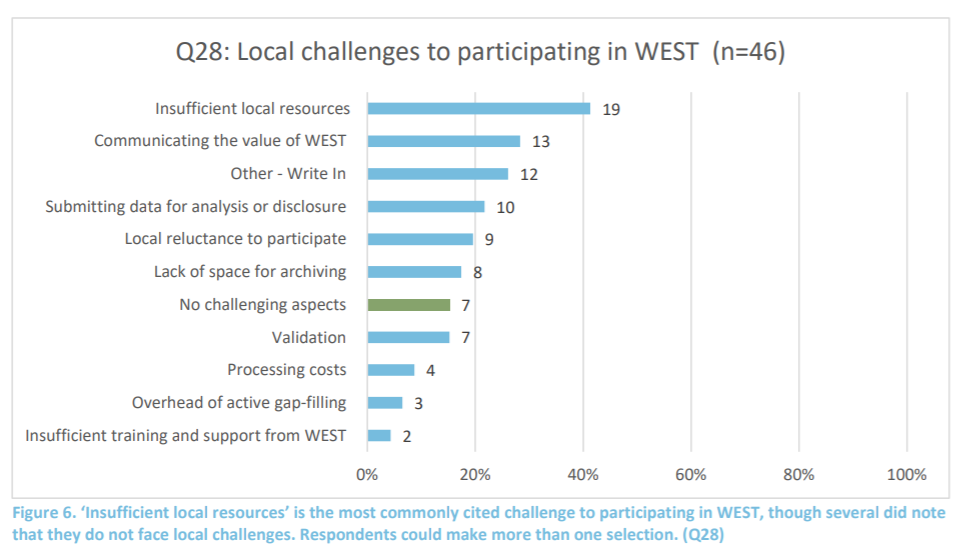 Q28: Local challenges to participating in WEST (n=46)
Insufficient local resources 19
Communicating the value of WEST 13
Other - Write In 12
Submitting data for analysis or disclosure 10
Local reluctance to participate 9
Lack of space for archiving 8
No challenging aspects 7
Validation 7
Processing costs 4
Overhead of active gap-filling 3
Insufficient training and support from WEST 2
0% 20% 40% 60% 80% 100%
Figure 6. ‘Insufficient local resources’ is the most commonly cited challenge to participating in WEST, though several did note
that they do not face local challenges. Respondents could make more than one selection. (Q28)